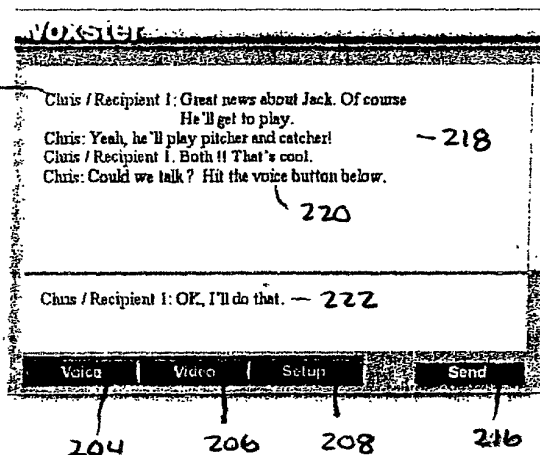 Voxster
Chris / Recipient 1: Great news about Jack. Of course
He'll get to play.
Chris: Yeah, he'll play pitcher and catcher! - 218
Chris / Recipient 1. Both !! That's cool.
Chris: Could we talk ? Hit the voice button below.
220
Chris / Recipient 1: OK, I'll do that. - 222
Voice Video Setup Send
204 206 208 216